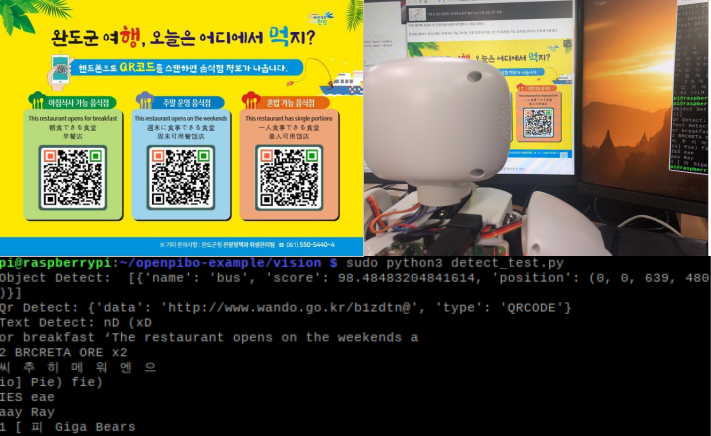 완도군 여행, 오늘은 어디에서 먹지?
핸드폰으로 QR코드를 스캔하면 음식점 정보가 나옵니다.
아침식사 가능 음식점
This restaurant opens for breakfast
朝食できる食堂
早餐店
주말 운영 음식점
This restaurant opens on the weekends
週末に食事できる食堂
周末可用餐饭店
혼밥 가능 음식점
This restaurant has single portions
一人食事できる食堂
单人可用饭店
※ 기타 문의사항 : 완도군청 관광정책과 위생관리팀 ☎ 061) 550-5440~4
pi@raspberrypi:~/openpibo-example/vision $ sudo python3 detect_test.py
Object Detect: [{'name': 'bus', 'score': 98.48483204841614, 'position': (0, 0, 639, 480
)}]
Qr Detect: {'data': 'http://www.wando.go.kr/b1zdtn@', 'type': 'QRCODE'}
Text Detect: nD (xD
or breakfast ‘The restaurant opens on the weekends a
2 BRCRETA ORE x2
씨 추 히 메 워 엔 으
io] Pie) fie)
IES eae
aay Ray
1 [ 피 Giga Bears